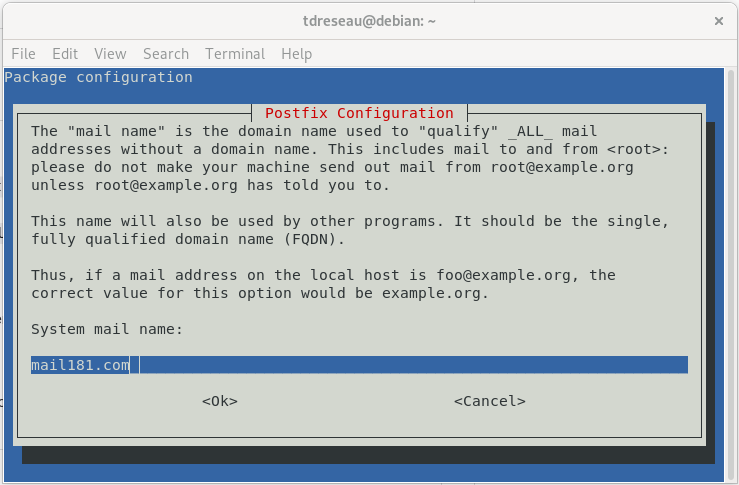 tdreseau@debian: ~
File Edit View Search Terminal Help
Package configuration
Postfix Configuration
The "mail name" is the domain name used to "qualify" _ALL_ mail
addresses without a domain name. This includes mail to and from <root>:
please do not make your machine send out mail from root@example.org
unless root@example.org has told you to.
This name will also be used by other programs. It should be the single,
fully qualified domain name (FQDN).
Thus, if a mail address on the local host is foo@example.org, the
correct value for this option would be example.org.
System mail name:
mail181.com
<Ok> <Cancel>